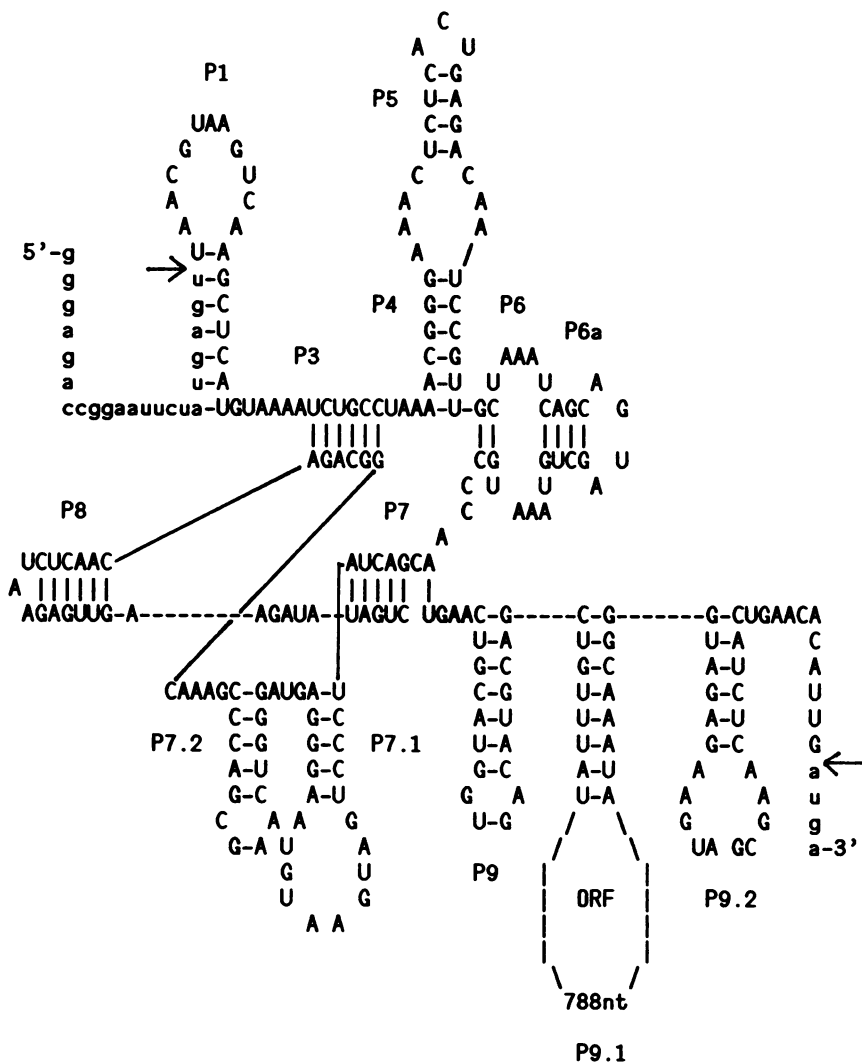 C
A U
P1 C-G
P5 U-A
UAA C-G
G G U-A
C U C C
A C A A
A A A A
5'-g U-A A /
g u-G G-U
g g-C P4 G-C P6
a a-U G-C P6a
g g-C P3 C-G AAA
a u-A A-U U U A
ccggaauucua-UGUAAAAUCUGCCUAAA-U-GC CAGC G
|||||| || ||||
AGACGG CG GUCG U
C U U A
P8 P7 C AAA
A
UCUCAAC AUCAGCA
A |||||| ||||| |
AGAGUUG-A--------AGAUA--UAGUC UGAACC-G-----C-G-------G-CUGAACA
U-A U-G U-A C
G-C G-C A-U A
CAAAGC-GAUGA-U C-G U-A G-C U
C-G G-C U-A U-A A-U U
P7.2 C-G G-C P7.1 A-U U-A G-C G
A-U G-C G-C A-U A A a
G-C A-U G A U-A A A u
C A A G U-G / \ G G g
G-A U A P9 UA GC a-3'
G U ORF P9.2
U G
A A
788nt
P9.1